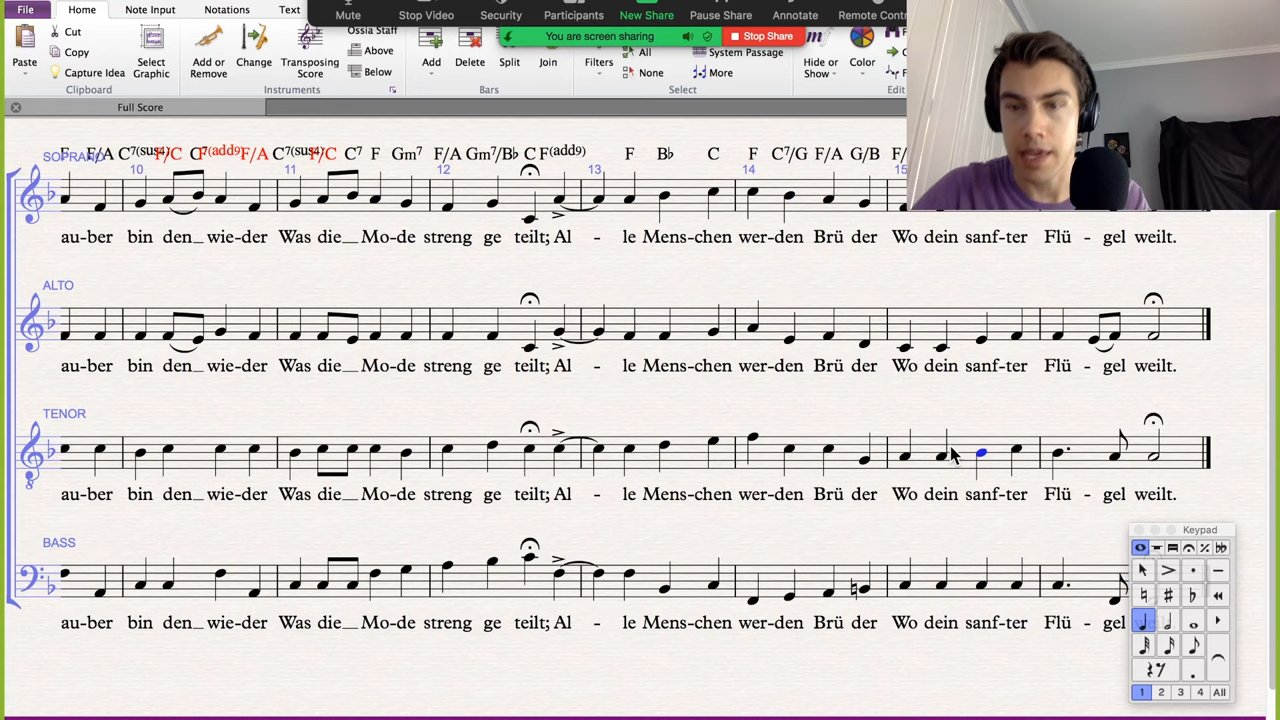 File Home Note Input Notations Text
Mute Stop Video Security Participants New Share Pause Share Annotate Remote Contr
You are screen sharing Stop Share
Cut
Copy
Capture Idea
Paste
Select Graphic
Add or Remove
Change
Transposing Score
Ossia Staff
Above
Below
Add
Delete
Split
Join
Filters
All
None
System Passage
More
Hide or Show
Color
Clipboard Instruments Bars Select Edit
Full Score
F F/A C7(sus4) F/C C7 F(add9) F/A C7(sus4) F/C C7 F Gm7 F/A Gm7/B♭ C F(add9) F B♭ C F C7/G F/A G/B F/
SOPRANO
10 11 12 13 14 15
au-ber bin den_ wie-der Was die_ Mo-de streng ge teilt; Al - le Mens-chen wer-den Brü der Wo dein sanf-ter Flü - gel weilt.
ALTO
au-ber bin den_ wie-der Was die_ Mo-de streng ge teilt; Al - le Mens-chen wer-den Brü der Wo dein sanf-ter Flü - gel weilt.
TENOR
8
au-ber bin den_ wie-der Was die_ Mo-de streng ge teilt; Al - le Mens-chen wer-den Brü der Wo dein sanf-ter Flü - gel weilt.
BASS
au-ber bin den_ wie-der Was die_ Mo-de streng ge teilt; Al - le Mens-chen wer-den Brü der Wo dein sanf-ter Flü - gel
Keypad
1 2 3 4 All